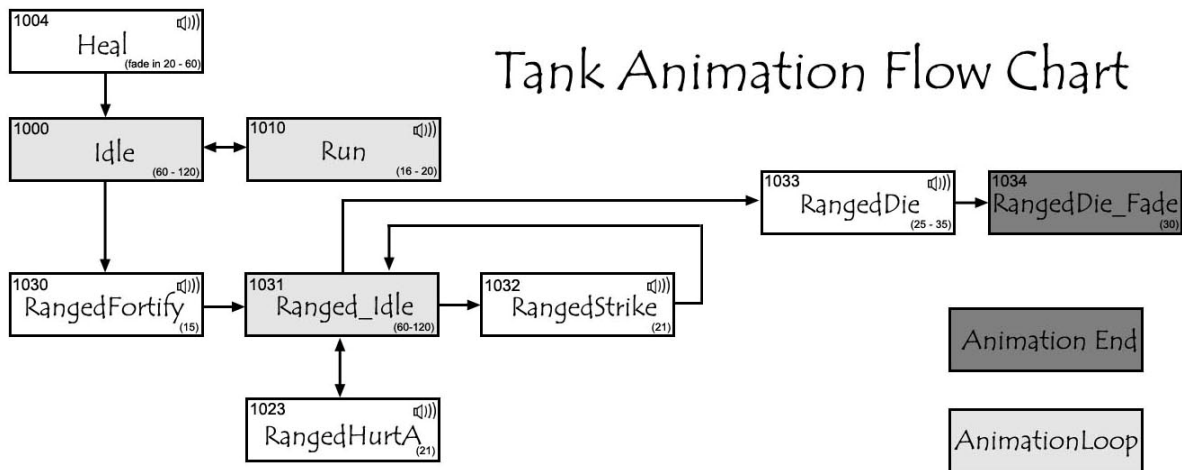 1004
Heal
(fade in 20 - 60)
Tank Animation Flow Chart
1000
Idle
(60 - 120)
1010
Run
(16 - 20)
1033
RangedDie
(25 - 35)
1034
RangedDie_Fade
(30)
1030
RangedFortify
(15)
1031
Ranged_Idle
(60-120)
1032
RangedStrike
(21)
Animation End
1023
RangedHurtA
(21)
AnimationLoop